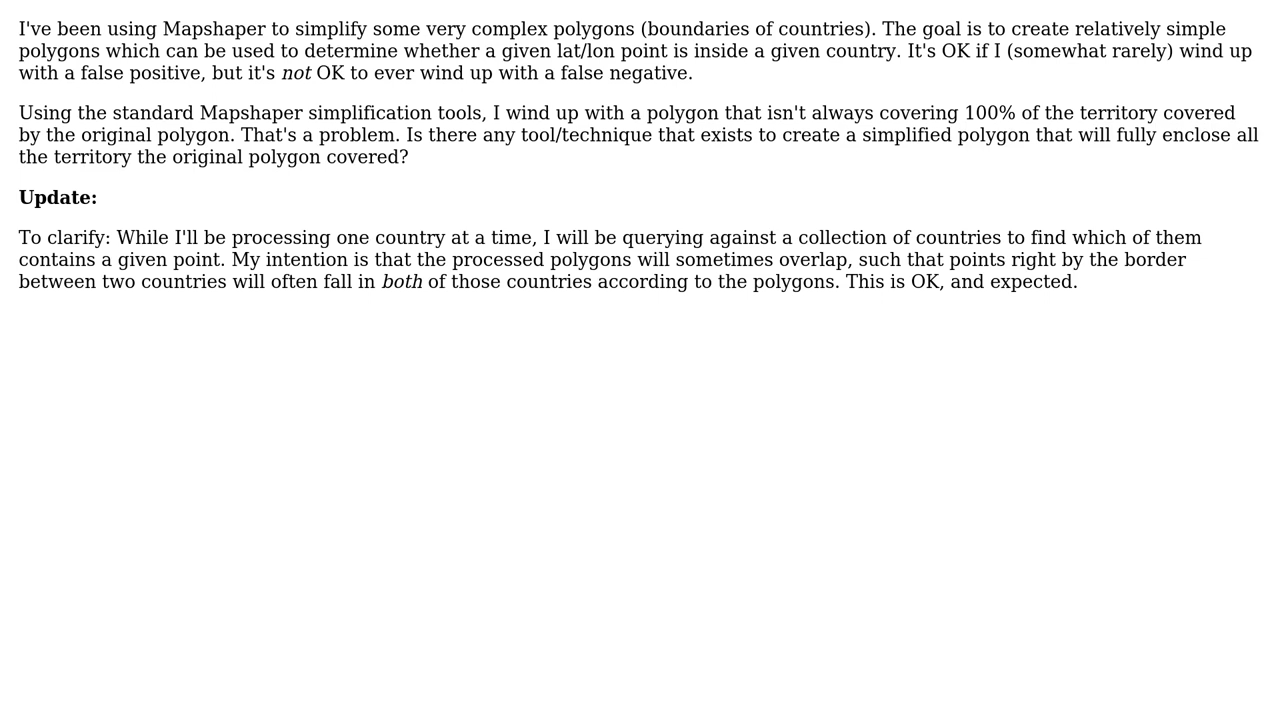 I've been using Mapshaper to simplify some very complex polygons (boundaries of countries). The goal is to create relatively simple
polygons which can be used to determine whether a given lat/lon point is inside a given country. It's OK if I (somewhat rarely) wind up
with a false positive, but it's not OK to ever wind up with a false negative.
Using the standard Mapshaper simplification tools, I wind up with a polygon that isn't always covering 100% of the territory covered
by the original polygon. That's a problem. Is there any tool/technique that exists to create a simplified polygon that will fully enclose all
the territory the original polygon covered?
Update:
To clarify: While I'll be processing one country at a time, I will be querying against a collection of countries to find which of them
contains a given point. My intention is that the processed polygons will sometimes overlap, such that points right by the border
between two countries will often fall in both of those countries according to the polygons. This is OK, and expected.